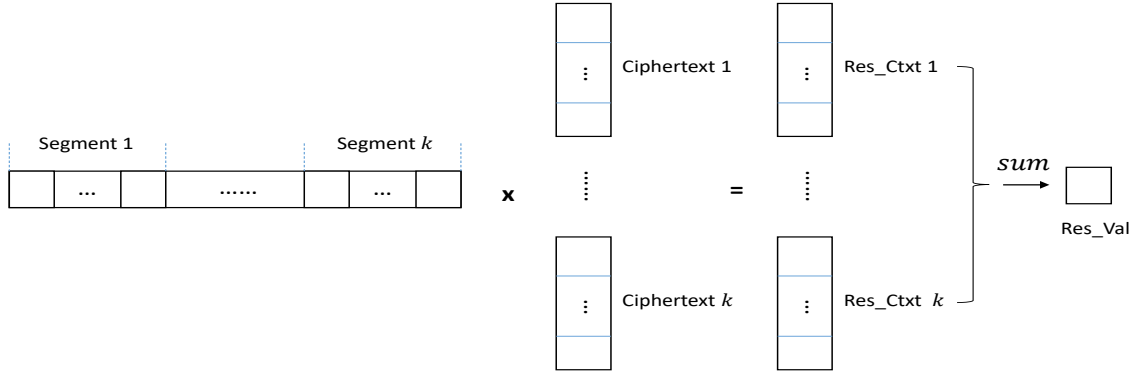 Ciphertext 1
Res_Ctxt 1
Segment 1
Segment k
...
......
...
x
=
sum
Res_Val
Ciphertext k
Res_Ctxt k